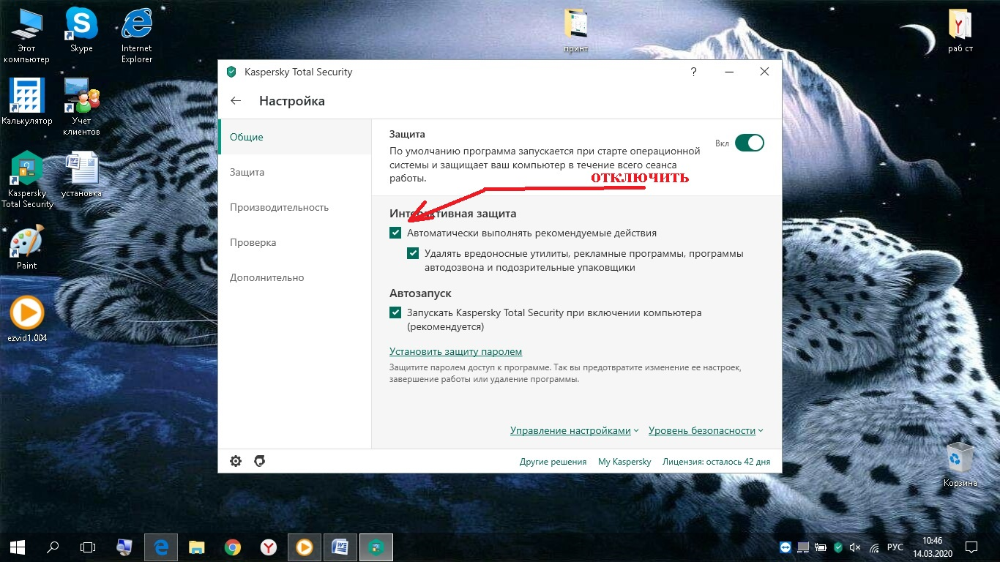 Этот
компьютер
Skype
Internet
Explorer
принт
раб ст
Калькулятор
Учет
клиентов
Kaspersky
Total Security
установка
Paint
ezvid1.004
Корзина
Kaspersky Total Security
?
Настройка
Общие
Защита
Производительность
Проверка
Дополнительно
Защита
Вкл
По умолчанию программа запускается при старте операционной
системы и защищает ваш компьютер в течение всего сеанса
работы.
отключить
Интерактивная защита
Автоматически выполнять рекомендуемые действия
Удалять вредоносные утилиты, рекламные программы, программы
автодозвона и подозрительные упаковщики
Автозапуск
Запускать Kaspersky Total Security при включении компьютера
(рекомендуется)
Установить защиту паролем
Защитите паролем доступ к программе. Так вы предотвратите изменение ее настроек,
завершение работы или удаление программы.
Управление настройками
Уровень безопасности
Другие решения
My Kaspersky
Лицензия: осталось 42 дня
РУС
10:46
14.03.2020